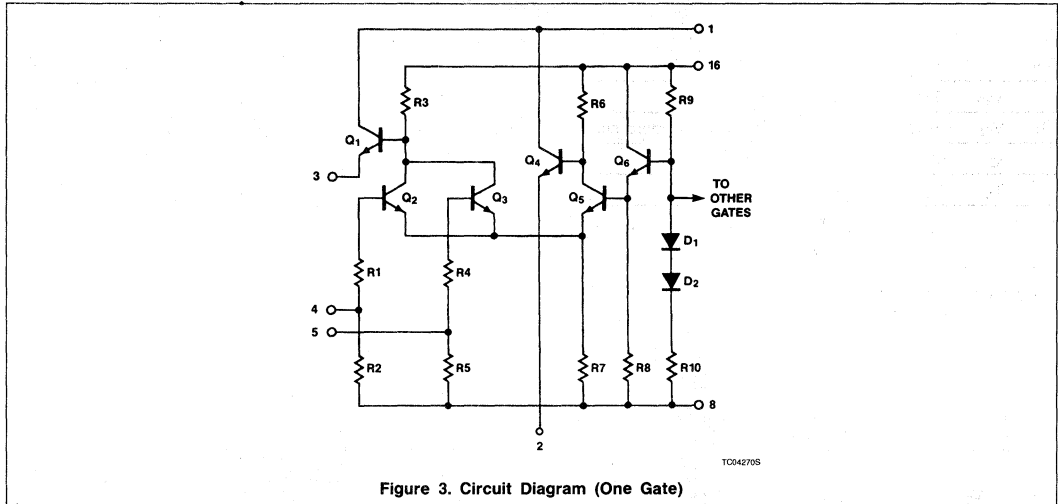 1
16
R3
R6
R9
Q1
Q4
Q6
3
Q2
Q3
Q5
TO
OTHER
GATES
D1
R1
R4
D2
4
5
R2
R5
R7
R8
R10
8
2
TC04270S
Figure 3. Circuit Diagram (One Gate)